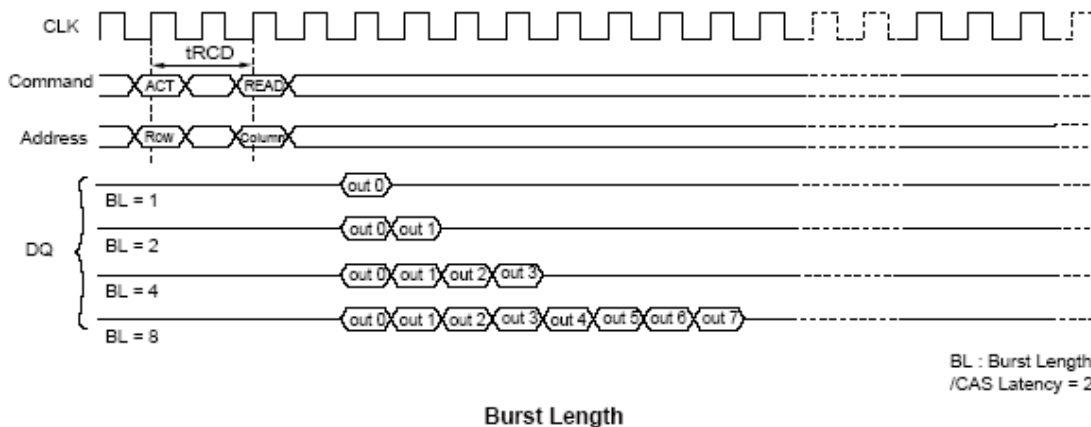 CLK
tRCD
Command ACT READ
Address Row Column
DQ
BL = 1 out 0
BL = 2 out 0 out 1
BL = 4 out 0 out 1 out 2 out 3
BL = 8 out 0 out 1 out 2 out 3 out 4 out 5 out 6 out 7
BL : Burst Length
/CAS Latency = 2
Burst Length